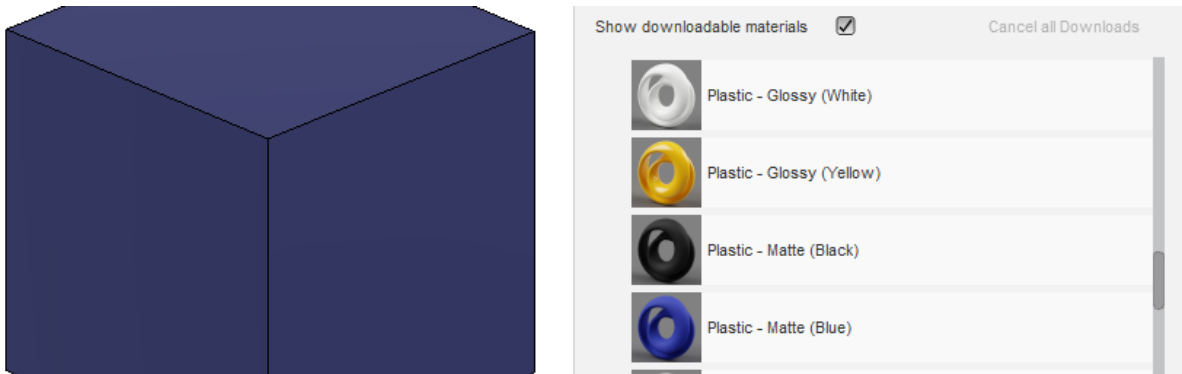 Show downloadable materials
Cancel all Downloads
Plastic - Glossy (White)
Plastic - Glossy (Yellow)
Plastic - Matte (Black)
Plastic - Matte (Blue)